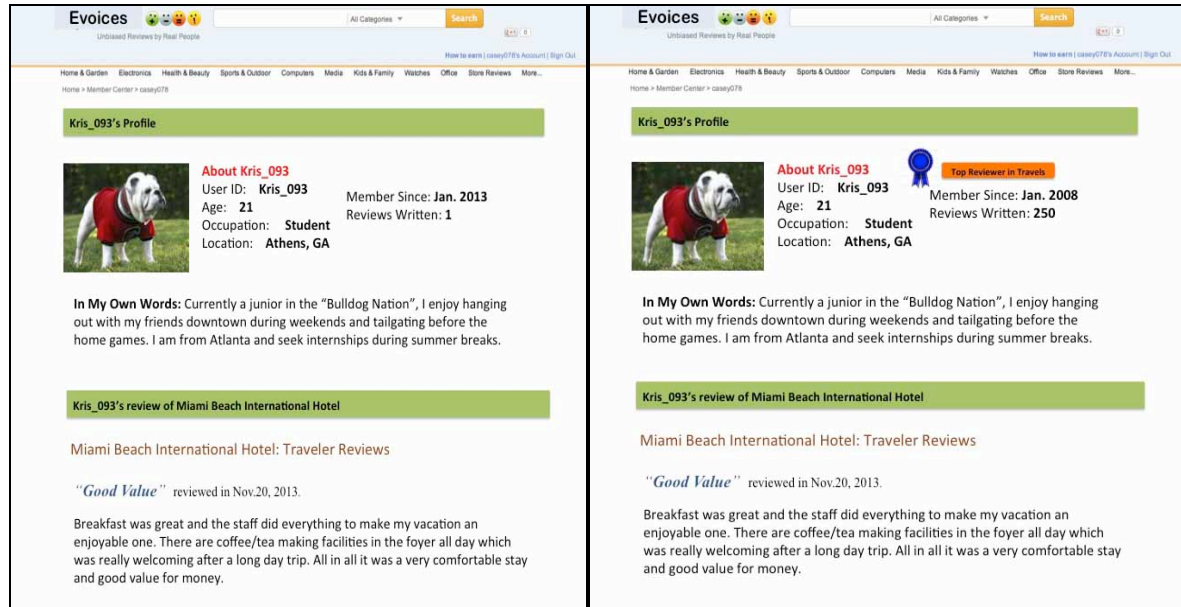 Evoices
All Categories
Search
Unbiased Reviews by Real People
+1 0
How to earn | casey078's Account | Sign Out
Home & Garden Electronics Health & Beauty Sports & Outdoor Computers Media Kids & Family Watches Office Store Reviews More...
Home > Member Center > casey078
Kris_093's Profile
About Kris_093
User ID: Kris_093
Age: 21
Occupation: Student
Location: Athens, GA
Member Since: Jan. 2013
Reviews Written: 1
In My Own Words: Currently a junior in the “Bulldog Nation”, I enjoy hanging
out with my friends downtown during weekends and tailgating before the
home games. I am from Atlanta and seek internships during summer breaks.
Kris_093's review of Miami Beach International Hotel
Miami Beach International Hotel: Traveler Reviews
“Good Value” reviewed in Nov.20, 2013.
Breakfast was great and the staff did everything to make my vacation an
enjoyable one. There are coffee/tea making facilities in the foyer all day which
was really welcoming after a long day trip. All in all it was a very comfortable stay
and good value for money.
Evoices
All Categories
Search
Unbiased Reviews by Real People
+1 0
How to earn | casey078's Account | Sign Out
Home & Garden Electronics Health & Beauty Sports & Outdoor Computers Media Kids & Family Watches Office Store Reviews More...
Home > Member Center > casey078
Kris_093's Profile
About Kris_093
User ID: Kris_093
Age: 21
Occupation: Student
Location: Athens, GA
Top Reviewer in Travels
Member Since: Jan. 2008
Reviews Written: 250
In My Own Words: Currently a junior in the “Bulldog Nation”, I enjoy hanging
out with my friends downtown during weekends and tailgating before the
home games. I am from Atlanta and seek internships during summer breaks.
Kris_093's review of Miami Beach International Hotel
Miami Beach International Hotel: Traveler Reviews
“Good Value” reviewed in Nov.20, 2013.
Breakfast was great and the staff did everything to make my vacation an
enjoyable one. There are coffee/tea making facilities in the foyer all day which
was really welcoming after a long day trip. All in all it was a very comfortable stay
and good value for money.